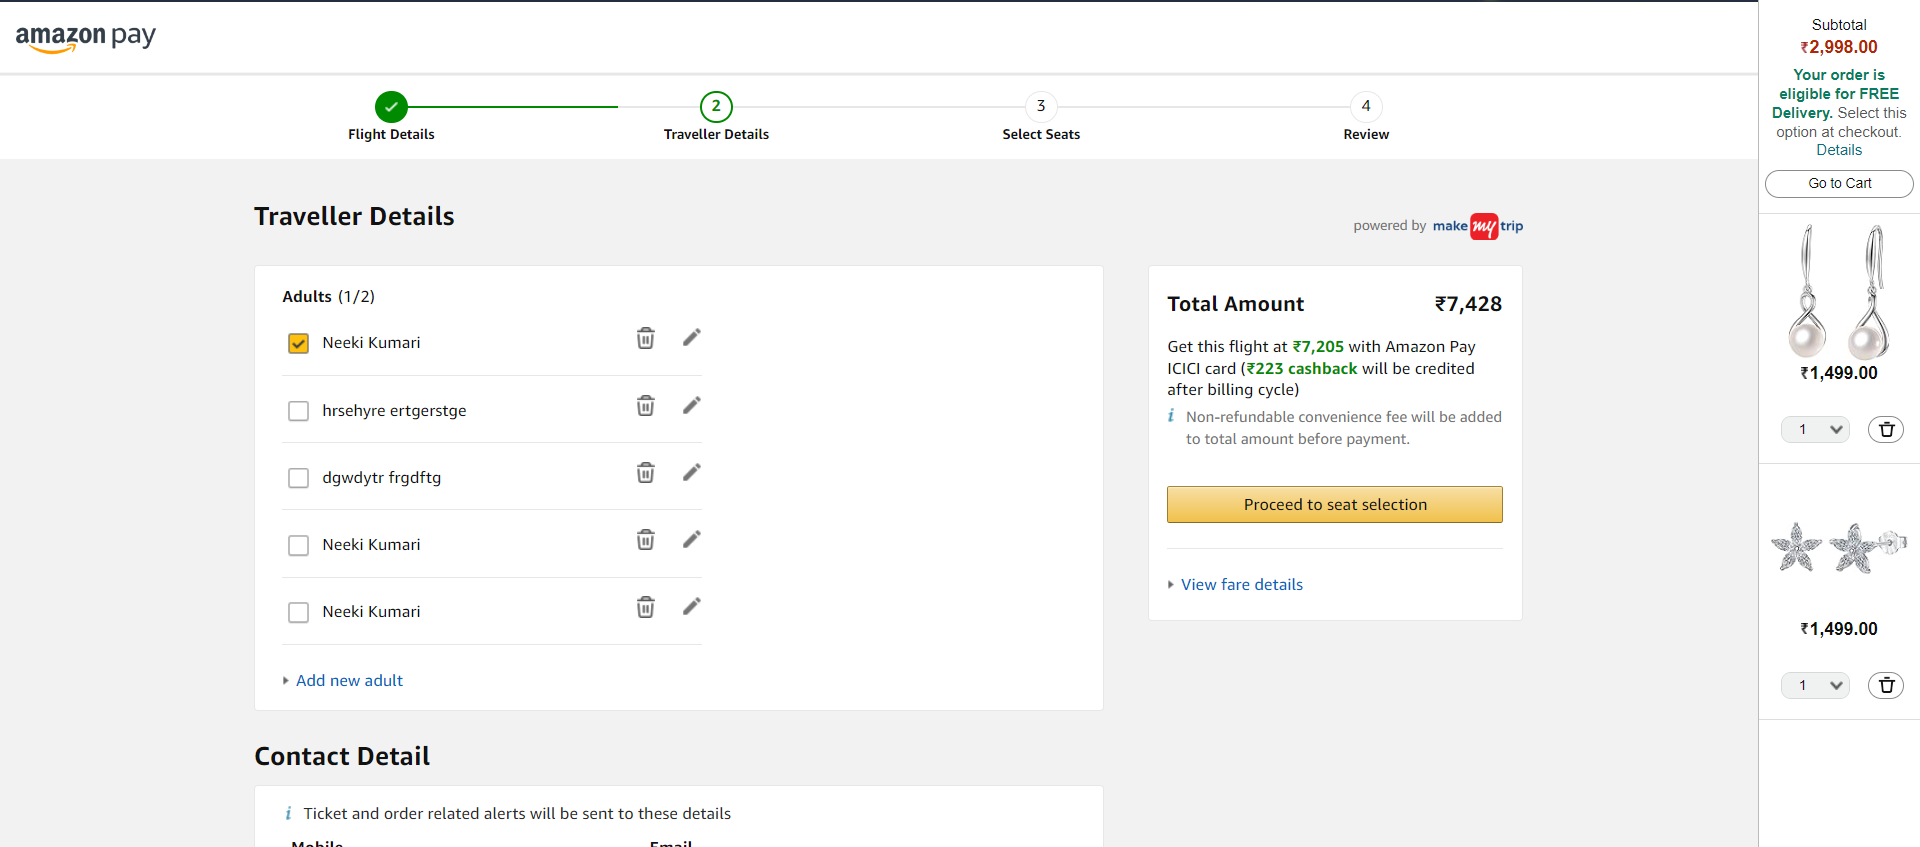 amazon pay
2
3
4
Flight Details
Traveller Details
Select Seats
Review
Traveller Details
powered by make my trip
Adults (1/2)
Neeki Kumari
hrsehyre ertgerstge
dgwdytr frgdftg
Neeki Kumari
Neeki Kumari
Add new adult
Total Amount ₹7,428
Get this flight at ₹7,205 with Amazon Pay
ICICI card (₹223 cashback will be credited
after billing cycle)
i Non-refundable convenience fee will be added
to total amount before payment.
Proceed to seat selection
View fare details
Contact Detail
i Ticket and order related alerts will be sent to these details
Mobile
Email
Subtotal
₹2,998.00
Your order is
eligible for FREE
Delivery. Select this
option at checkout.
Details
Go to Cart
₹1,499.00
1
₹1,499.00
1